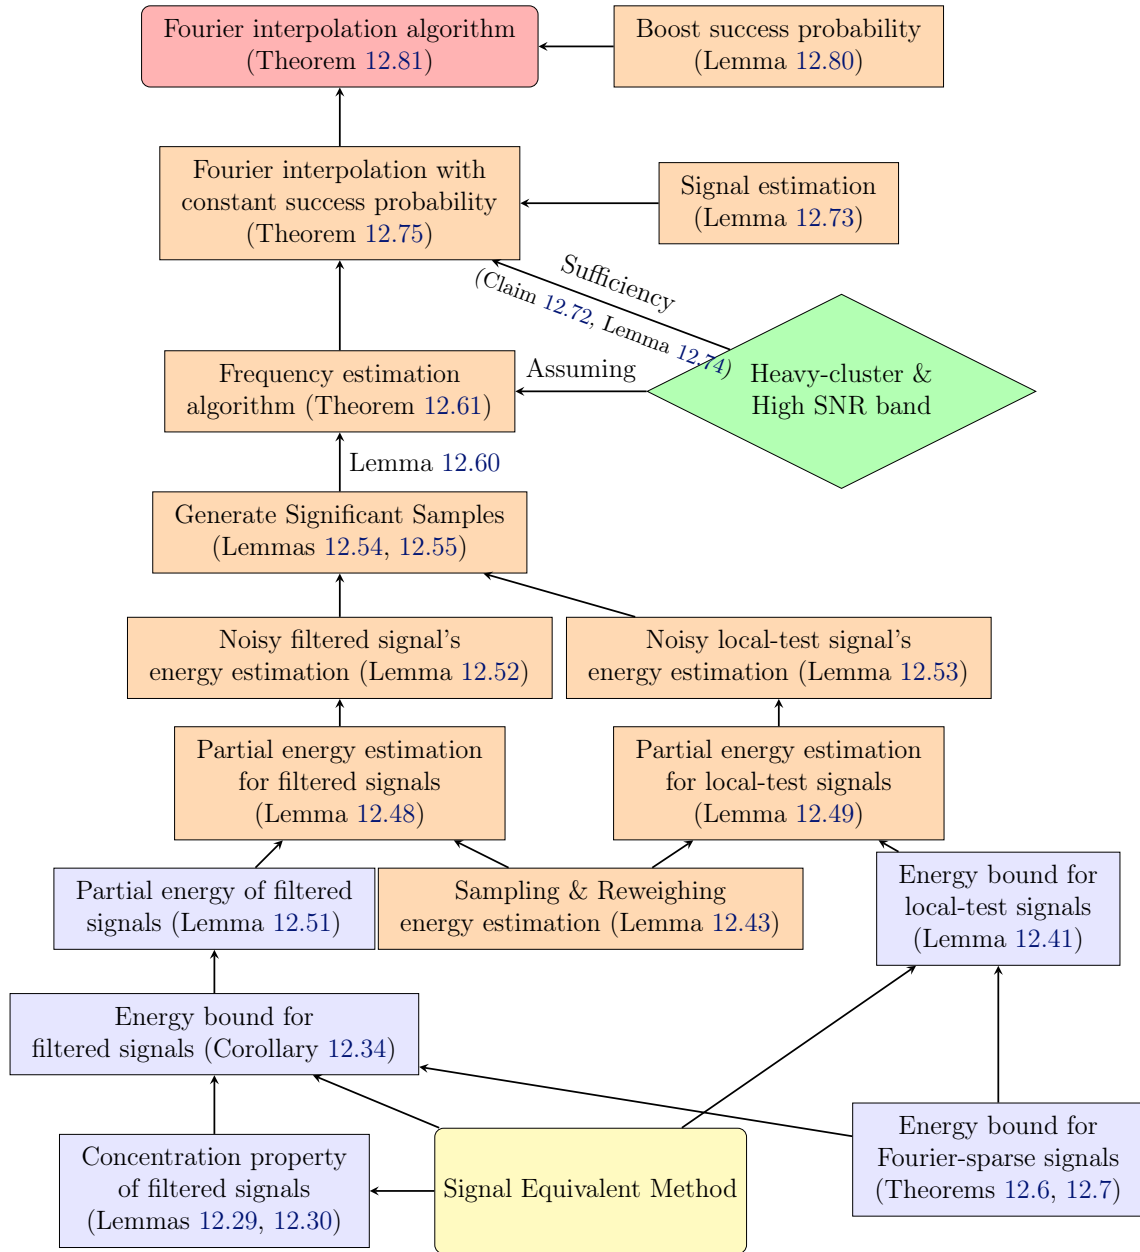 Fourier interpolation algorithm
(Theorem 12.81)
Boost success probability
(Lemma 12.80)
Fourier interpolation with
constant success probability
(Theorem 12.75)
Signal estimation
(Lemma 12.73)
Sufficiency
(Claim 12.72, Lemma 12.74)
Frequency estimation
algorithm (Theorem 12.61)
Assuming
Heavy-cluster &
High SNR band
Lemma 12.60
Generate Significant Samples
(Lemmas 12.54, 12.55)
Noisy filtered signal's
energy estimation (Lemma 12.52)
Noisy local-test signal's
energy estimation (Lemma 12.53)
Partial energy estimation
for filtered signals
(Lemma 12.48)
Partial energy estimation
for local-test signals
(Lemma 12.49)
Partial energy of filtered
signals (Lemma 12.51)
Sampling & Reweighing
energy estimation (Lemma 12.43)
Energy bound for
local-test signals
(Lemma 12.41)
Energy bound for
filtered signals (Corollary 12.34)
Concentration property
of filtered signals
(Lemmas 12.29, 12.30)
Signal Equivalent Method
Energy bound for
Fourier-sparse signals
(Theorems 12.6, 12.7)